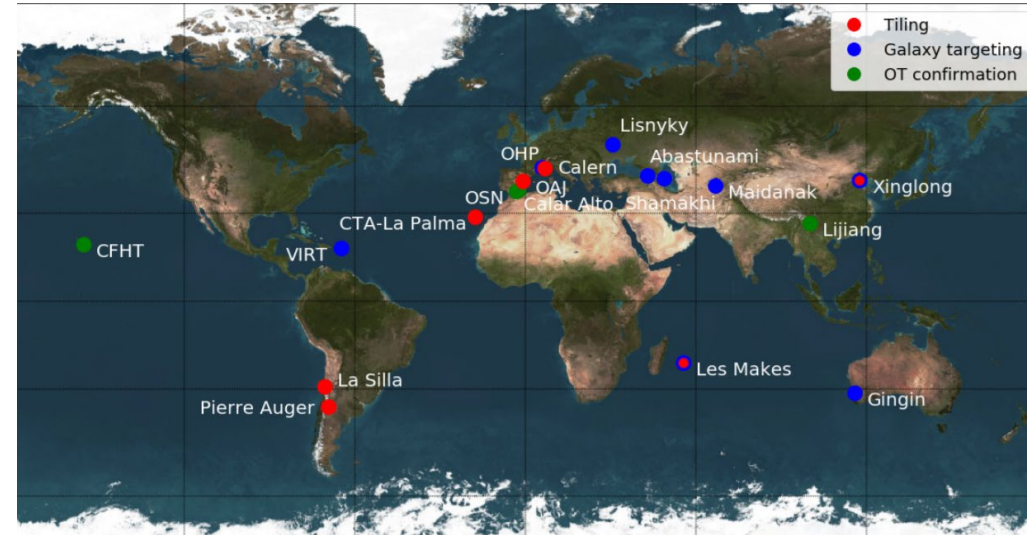 Tiling
Galaxy targeting
OT confirmation
Lisnyky
OHP
Calern
Abastunami
OSN
OAJ
Maidanak
Xinglong
Calar Alto
Shamakhi
CTA-La Palma
Lijiang
CFHT
VIRT
Les Makes
La Silla
Pierre Auger
Gingin